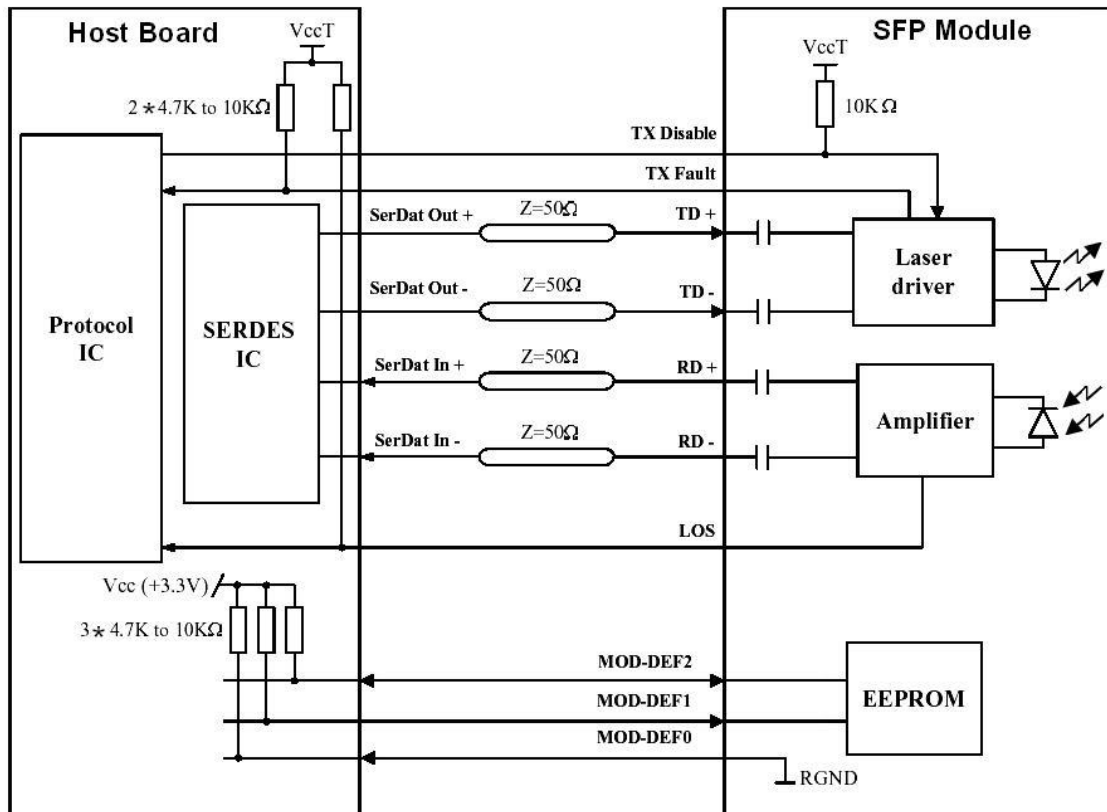 Host Board
SFP Module
VccT
VccT
2*4.7K to 10KΩ
10KΩ
TX Disable
TX Fault
SerDat Out +
Z=50Ω
TD +
SerDat Out -
Z=50Ω
TD -
Laser
driver
Protocol
IC
SERDES
IC
SerDat In +
Z=50Ω
RD +
SerDat In -
Z=50Ω
RD -
Amplifier
LOS
Vcc (+3.3V)
3*4.7K to 10KΩ
MOD-DEF2
MOD-DEF1
MOD-DEF0
EEPROM
RGND